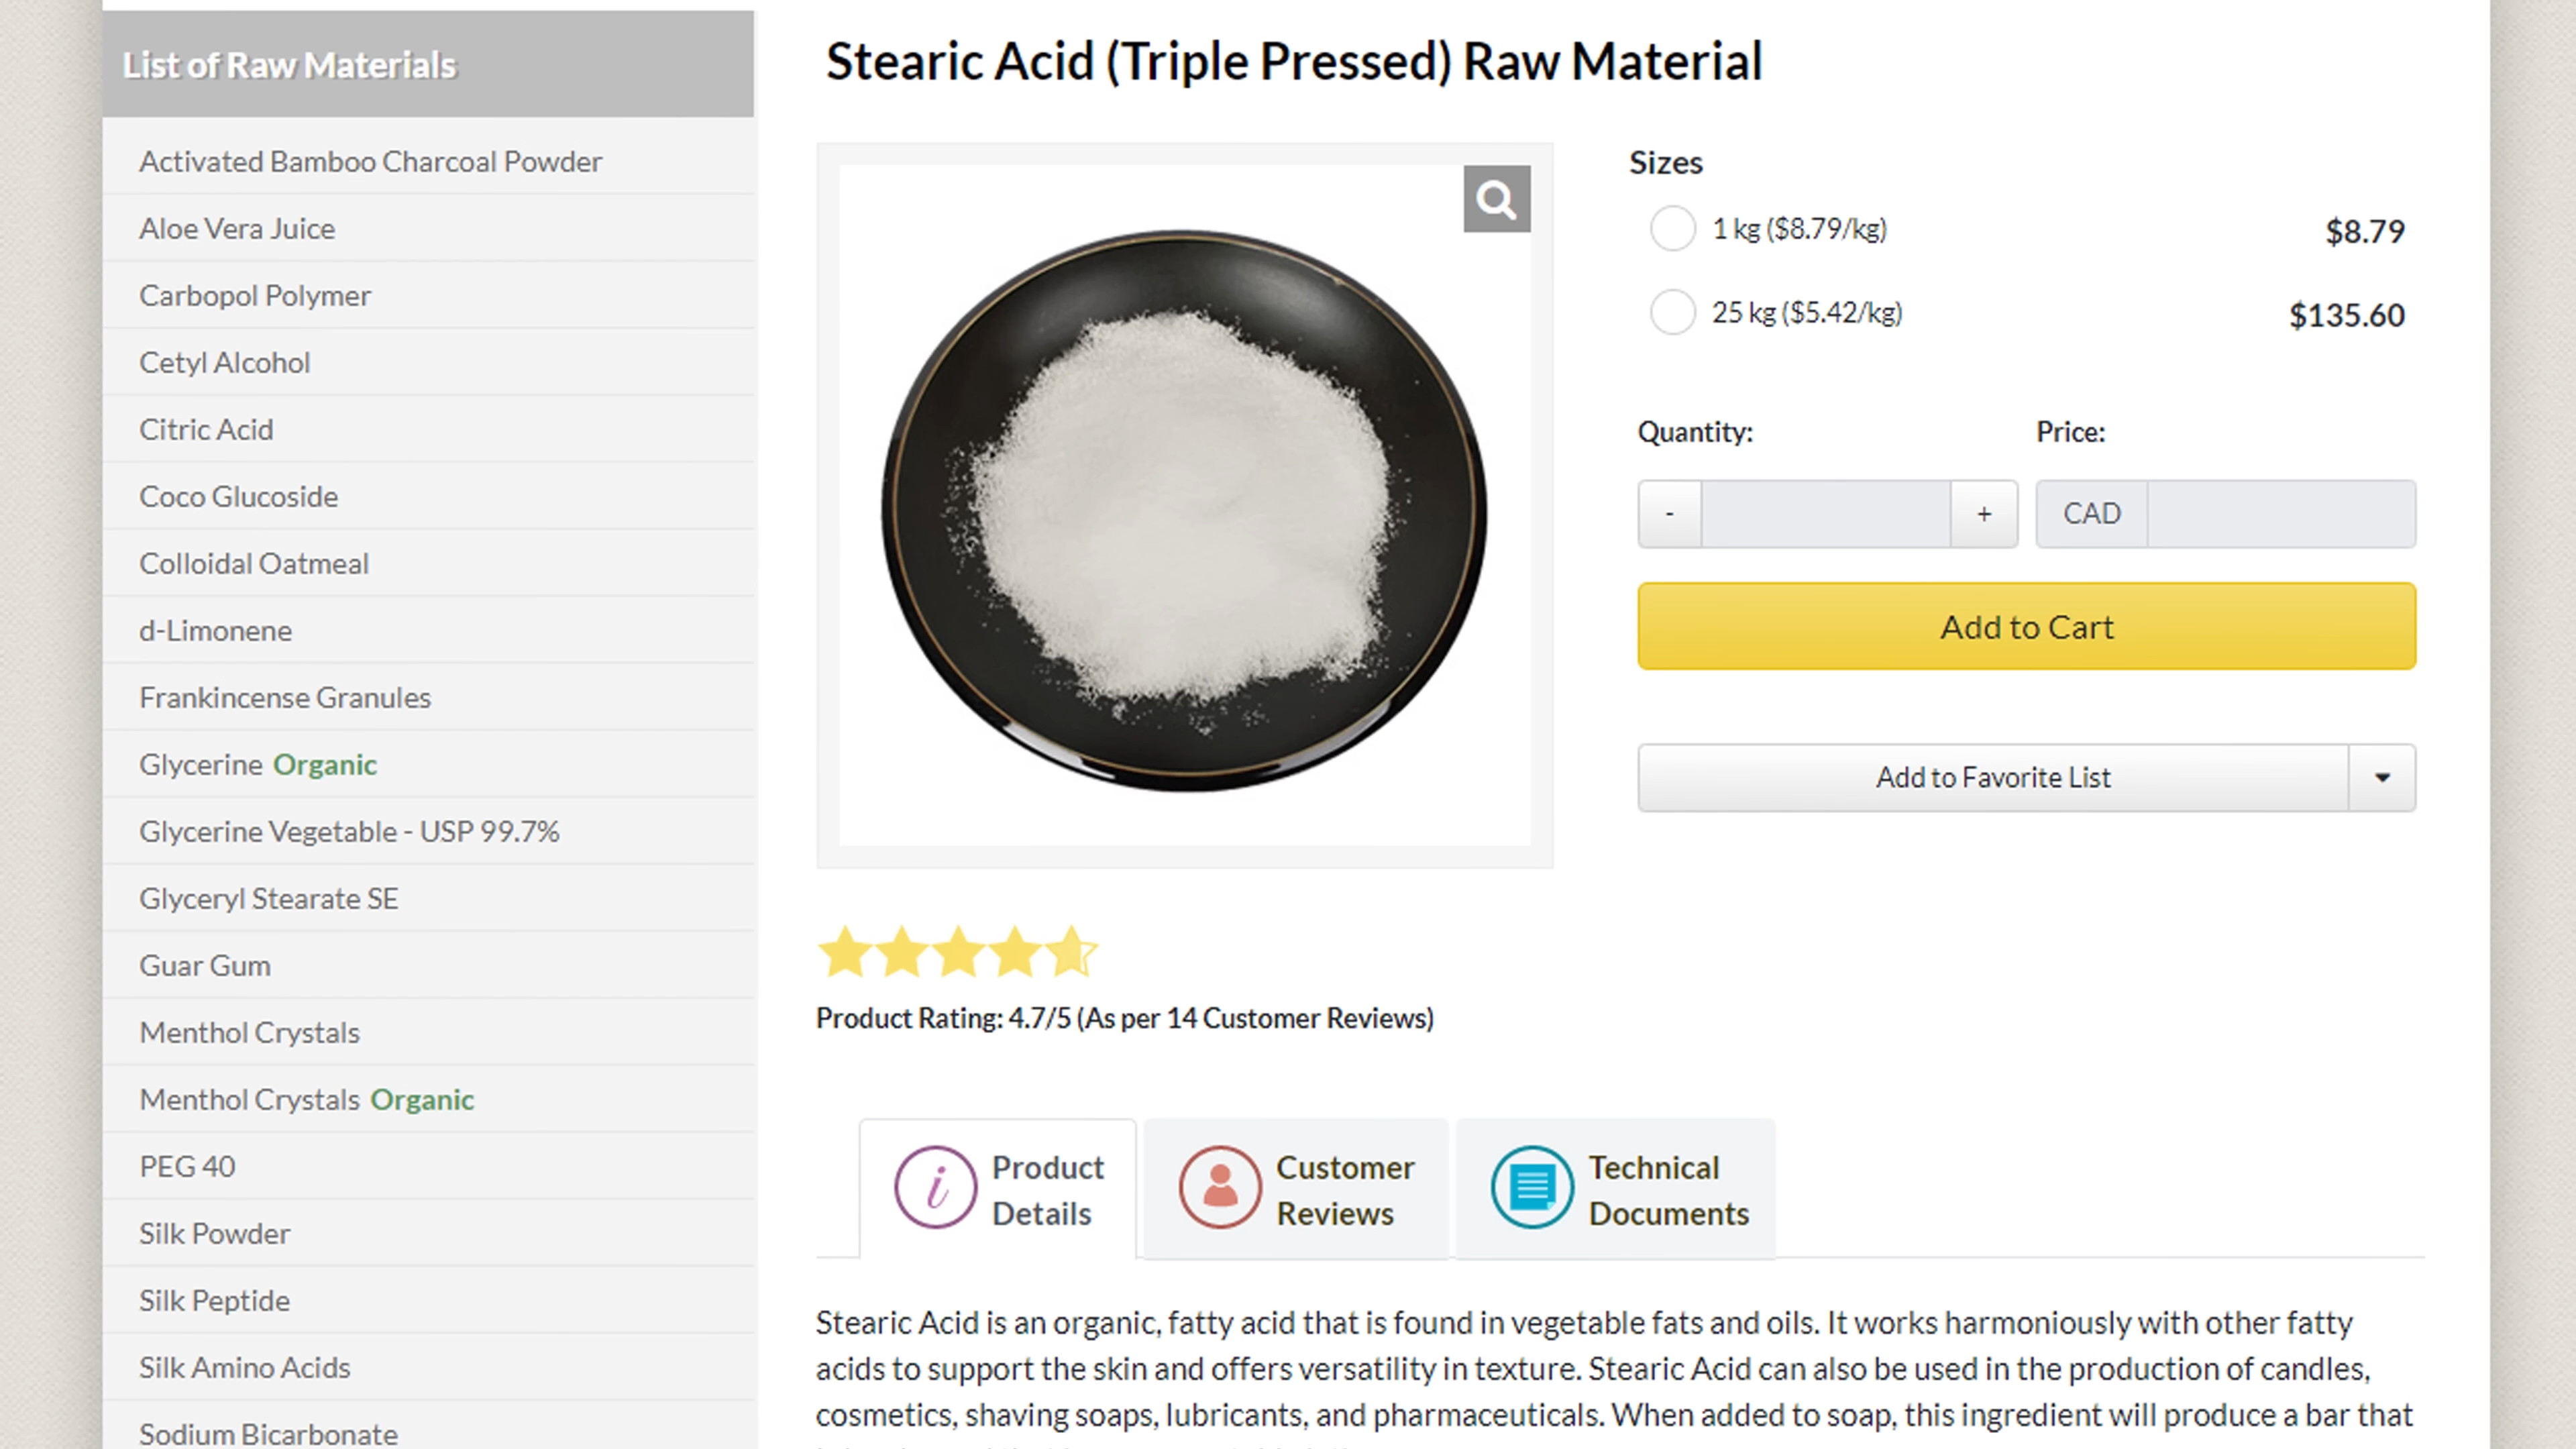 List of Raw Materials
Activated Bamboo Charcoal Powder
Aloe Vera Juice
Carbopol Polymer
Cetyl Alcohol
Citric Acid
Coco Glucoside
Colloidal Oatmeal
d-Limonene
Frankincense Granules
Glycerine Organic
Glycerine Vegetable - USP 99.7%
Glyceryl Stearate SE
Guar Gum
Menthol Crystals
Menthol Crystals Organic
PEG 40
Silk Powder
Silk Peptide
Silk Amino Acids
Sodium Bicarbonate
Stearic Acid (Triple Pressed) Raw Material
Sizes
1 kg ($8.79/kg) $8.79
25 kg ($5.42/kg) $135.60
Quantity: Price:
- + CAD
Add to Cart
Add to Favorite List
Product Rating: 4.7/5 (As per 14 Customer Reviews)
Product Details
Customer Reviews
Technical Documents
Stearic Acid is an organic, fatty acid that is found in vegetable fats and oils. It works harmoniously with other fatty
acids to support the skin and offers versatility in texture. Stearic Acid can also be used in the production of candles,
cosmetics, shaving soaps, lubricants, and pharmaceuticals. When added to soap, this ingredient will produce a bar that